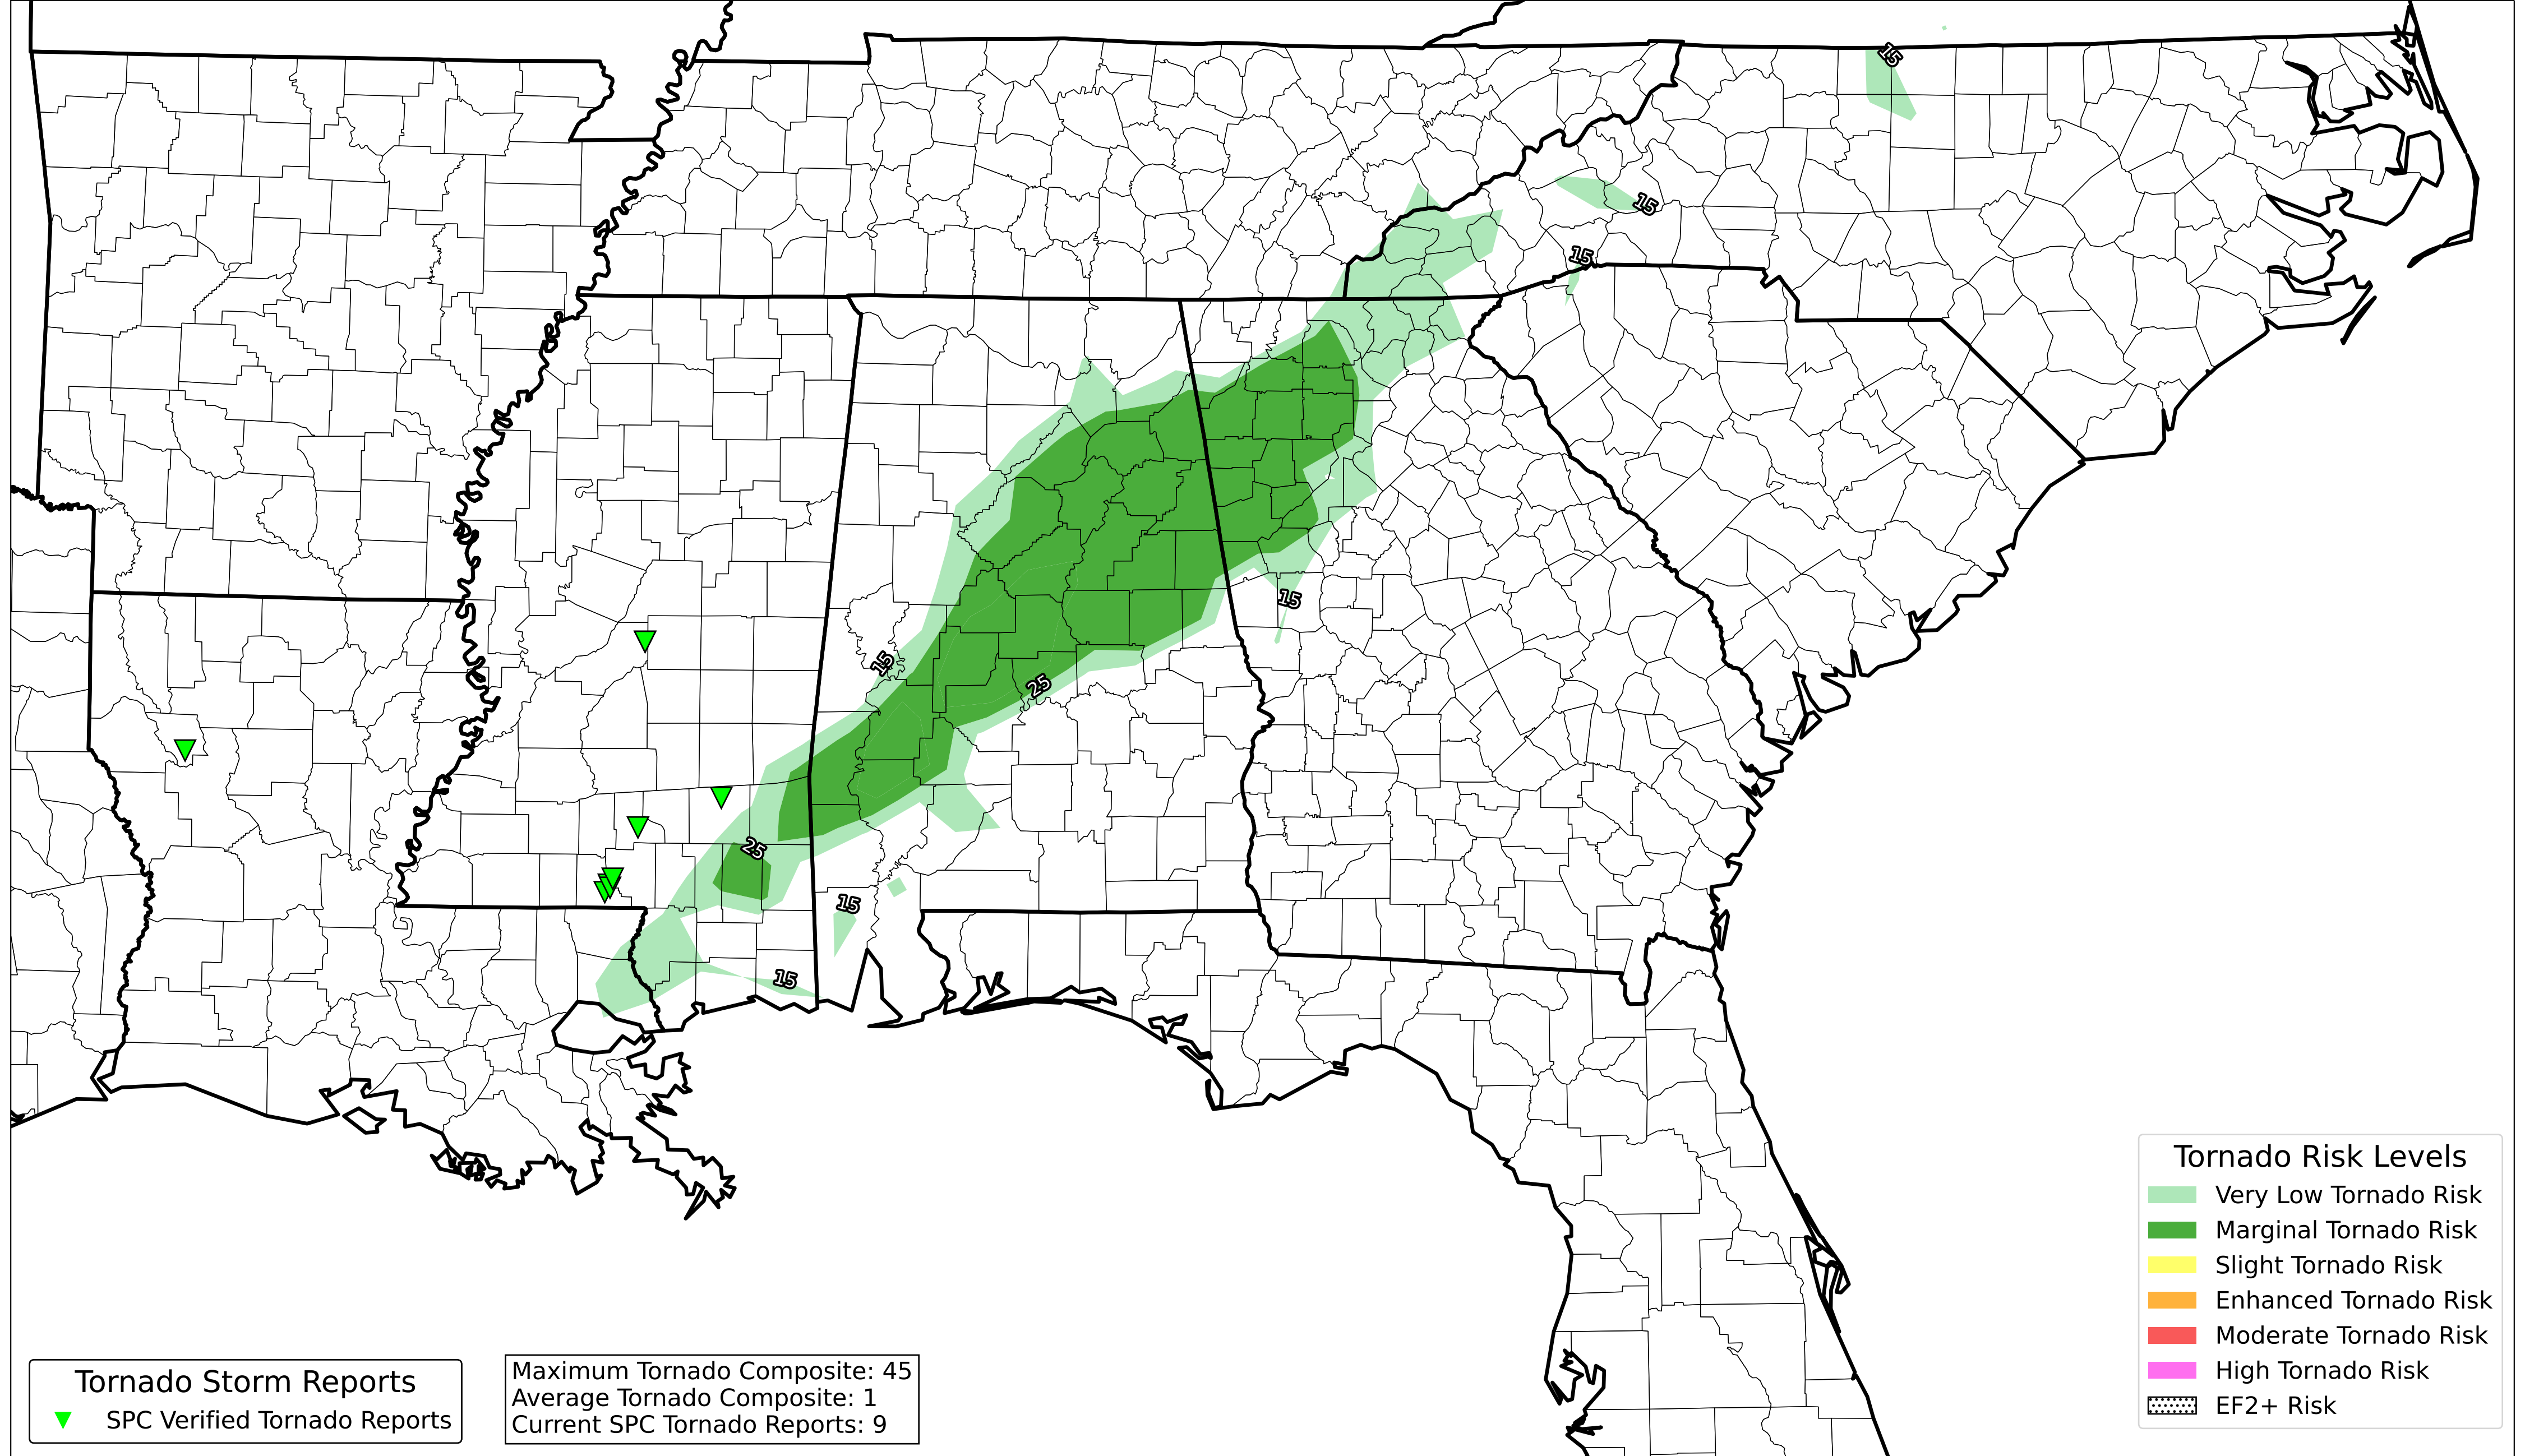 15
15
15
15
15
25
25
15
15
Tornado Risk Levels
Very Low Tornado Risk
Marginal Tornado Risk
Slight Tornado Risk
Enhanced Tornado Risk
Moderate Tornado Risk
High Tornado Risk
EF2+ Risk
Tornado Storm Reports
SPC Verified Tornado Reports
Maximum Tornado Composite: 45
Average Tornado Composite: 1
Current SPC Tornado Reports: 9